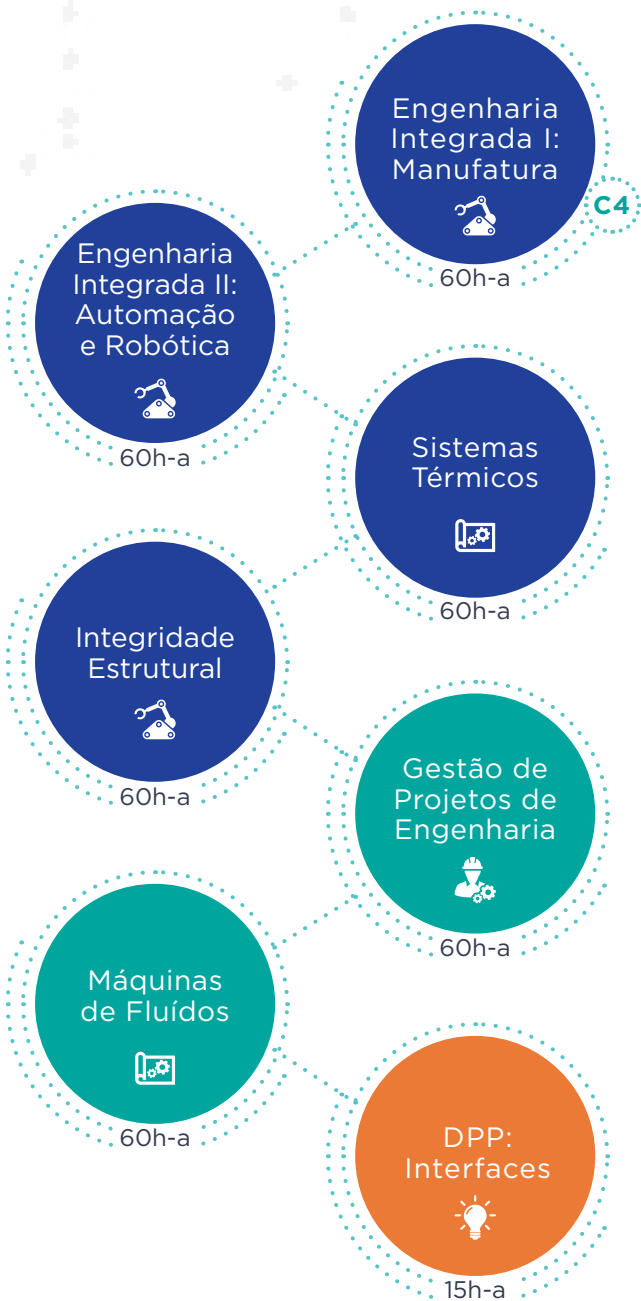 Engenharia
Integrada I:
Manufatura
C4
60h-a
Engenharia
Integrada II:
Automação
e Robótica
60h-a
Sistemas
Térmicos
60h-a
Integridade
Estrutural
60h-a
Gestão de
Projetos de
Engenharia
60h-a
Máquinas
de Fluídos
60h-a
DPP:
Interfaces
15h-a